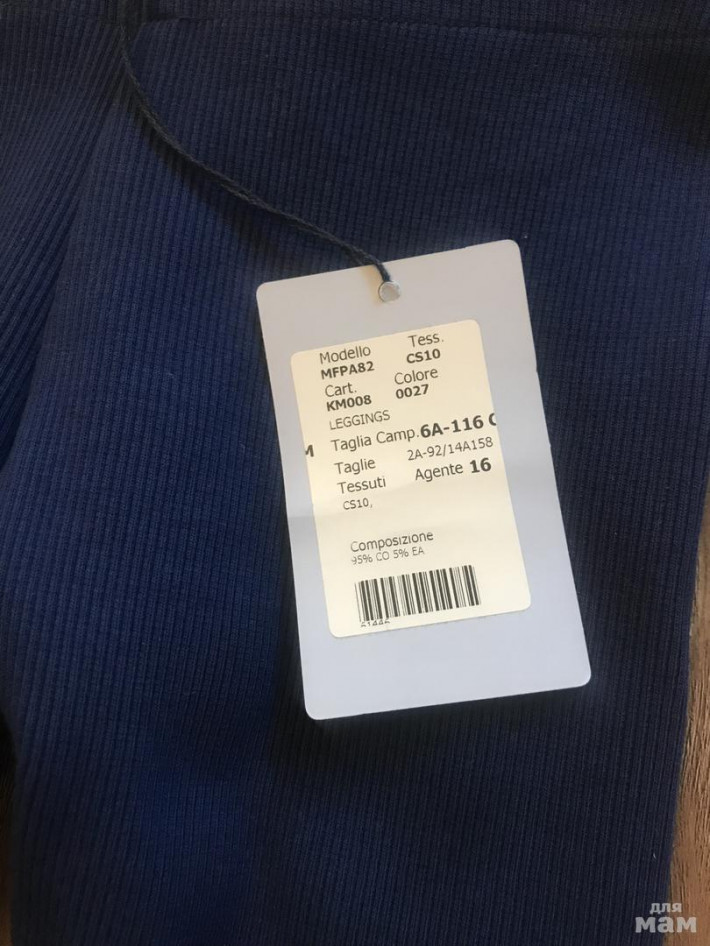 Modello Tess.
MFPA82 CS10
Cart. Colore
KM008 0027
LEGGINGS
Taglia Camp.6A-116
Taglie 2A-92/14A158
Tessuti Agente 16
CS10,
Composizione
95% CO 5% EA
для
мам